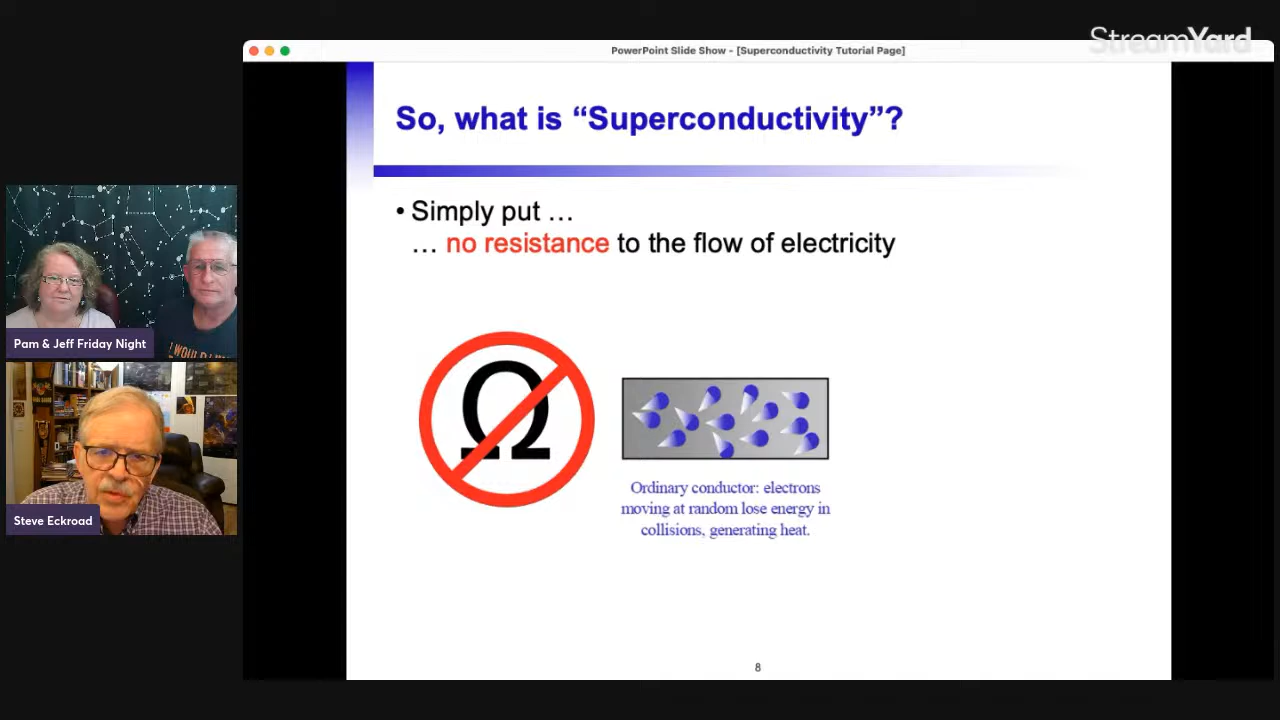 StreamYard
PowerPoint Slide Show - [Superconductivity Tutorial Page]
So, what is “Superconductivity”?
• Simply put …
… no resistance to the flow of electricity
Ω
Ordinary conductor: electrons
moving at random lose energy in
collisions, generating heat.
8
I WOULD
Pam & Jeff Friday Night
Steve Eckroad